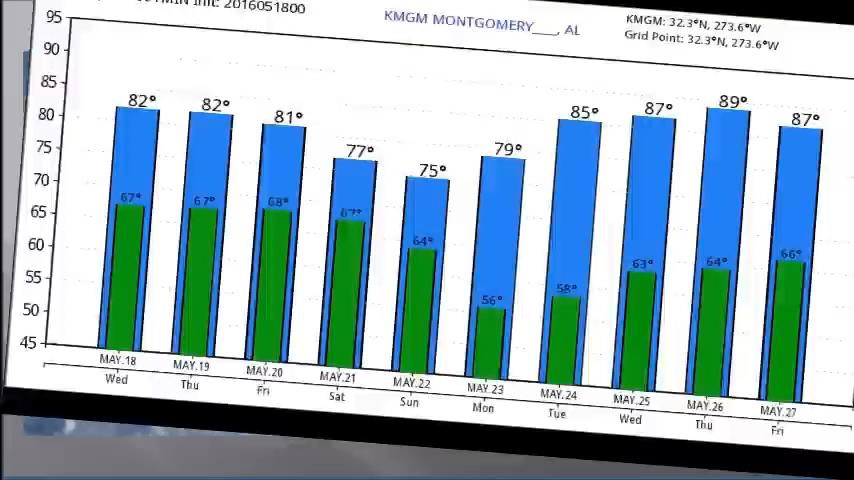 MIN Init: 2016051800
KMGM MONTGOMERY___, AL
KMGM: 32.3°N, 273.6°W
Grid Point: 32.3°N, 273.6°W
95
90
85
80
75
70
65
60
55
50
45
82° 82° 81° 77° 75° 79° 85° 87° 89° 87°
67° 67° 68° 67° 64° 56° 58° 63° 64° 66°
MAY.18 MAY.19 MAY.20 MAY.21 MAY.22 MAY.23 MAY.24 MAY.25 MAY.26 MAY.27
Wed Thu Fri Sat Sun Mon Tue Wed Thu Fri